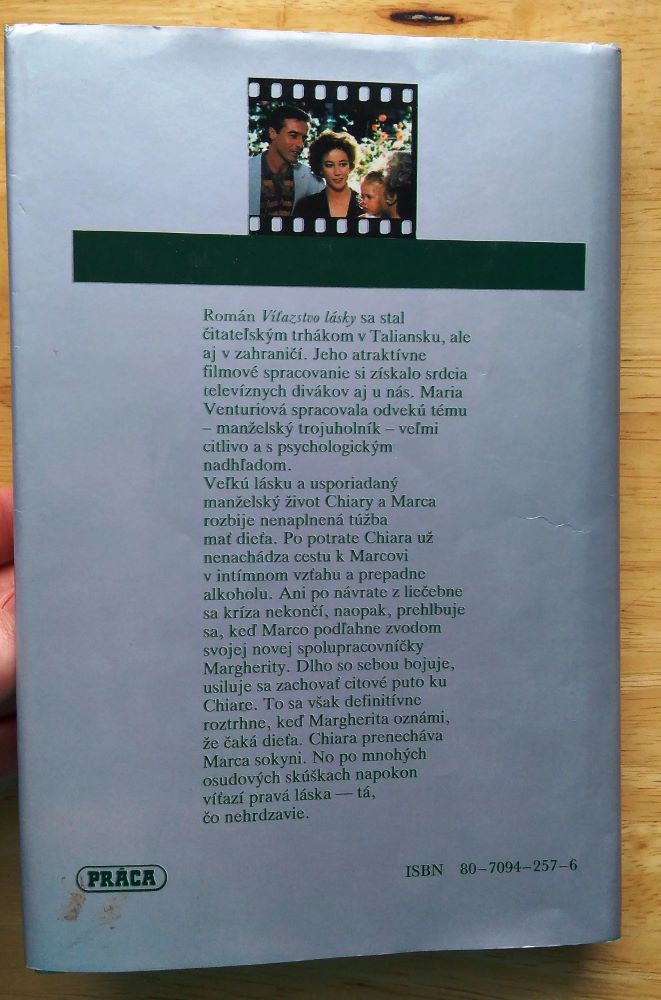 Román Víťazstvo lásky sa stal
čitateľským trhákom v Taliansku, ale
aj v zahraničí. Jeho atraktívne
filmové spracovanie si získalo srdcia
televíznych divákov aj u nás. Maria
Venturiová spracovala odvekú tému
– manželský trojuholník – veľmi
citlivo a s psychologickým
nadhľadom.
Veľkú lásku a usporiadaný
manželský život Chiary a Marca
rozbije nenaplnená túžba
mať dieťa. Po potrate Chiara už
nenachádza cestu k Marcovi
v intímnom vzťahu a prepadne
alkoholu. Ani po návrate z liečebne
sa kríza nekončí, naopak, prehlbuje
sa, keď Marco podľahne zvodom
svojej novej spolupracovníčky
Margherity. Dlho so sebou bojuje,
usiluje sa zachovať citové puto ku
Chiare. To sa však definitívne
roztrhne, keď Margherita oznámi,
že čaká dieťa. Chiara prenecháva
Marca sokyni. No po mnohých
osudových skúškach napokon
víťazí pravá láska — tá,
čo nehrdzavie.
PRÁCA
ISBN 80–7094–257–6